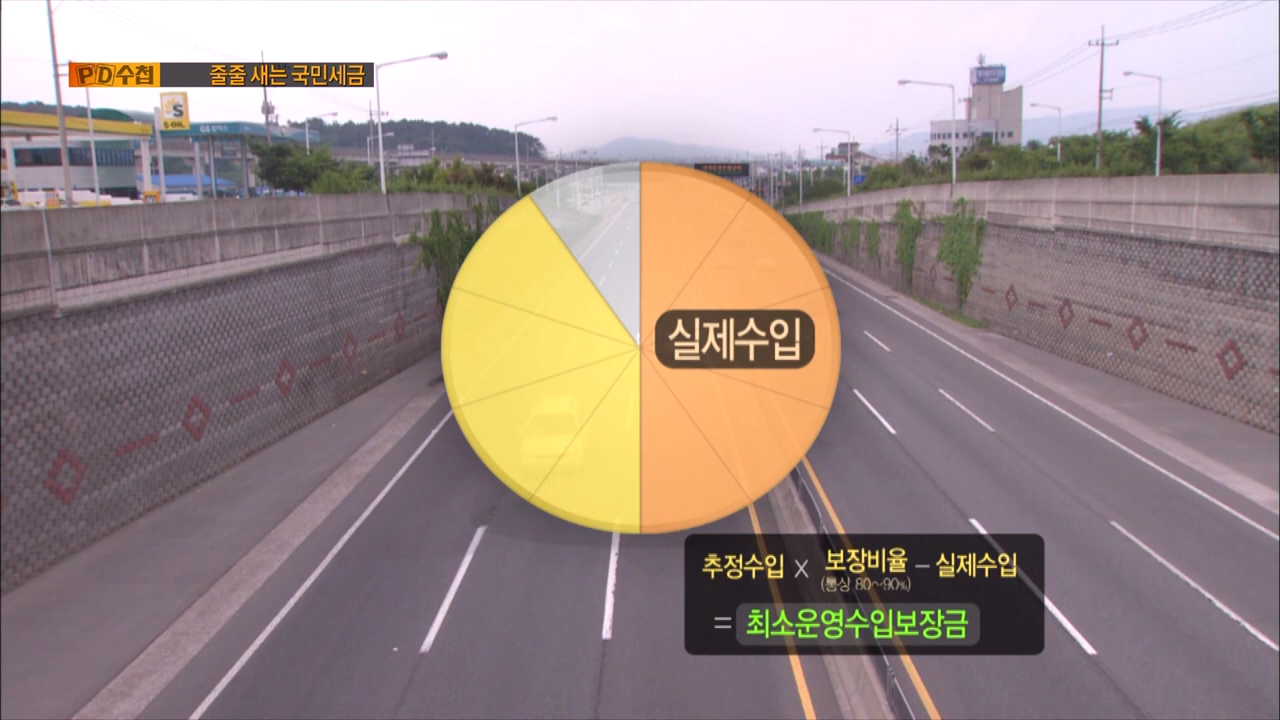 PD수첩 줄줄 새는 국민세금
S-OIL
실제수입
추정수입 X 보장비율 - 실제수입
(통상 80~90%)
= 최소운영수입보장금